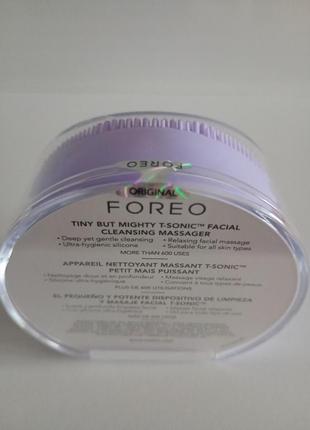 FOREO
ORIGINAL
FOREO
TINY BUT MIGHTY T-SONIC™ FACIAL
CLEANSING MASSAGER
• Deep yet gentle cleansing • Relaxing facial massage
• Ultra-hygienic silicone • Suitable for all skin types
MORE THAN 600 USES
APPAREIL NETTOYANT MASSANT T-SONIC™
PETIT MAIS PUISSANT
• Nettoyage doux et en profondeur • Massage visage relaxant
• Silicone ultra-hygiénique • Convient à tous types de peau
PLUS DE 600 UTILISATIONS
EL PEQUEÑO Y POTENTE DISPOSITIVO DE LIMPIEZA
Y MASAJE FACIAL T-SONIC™